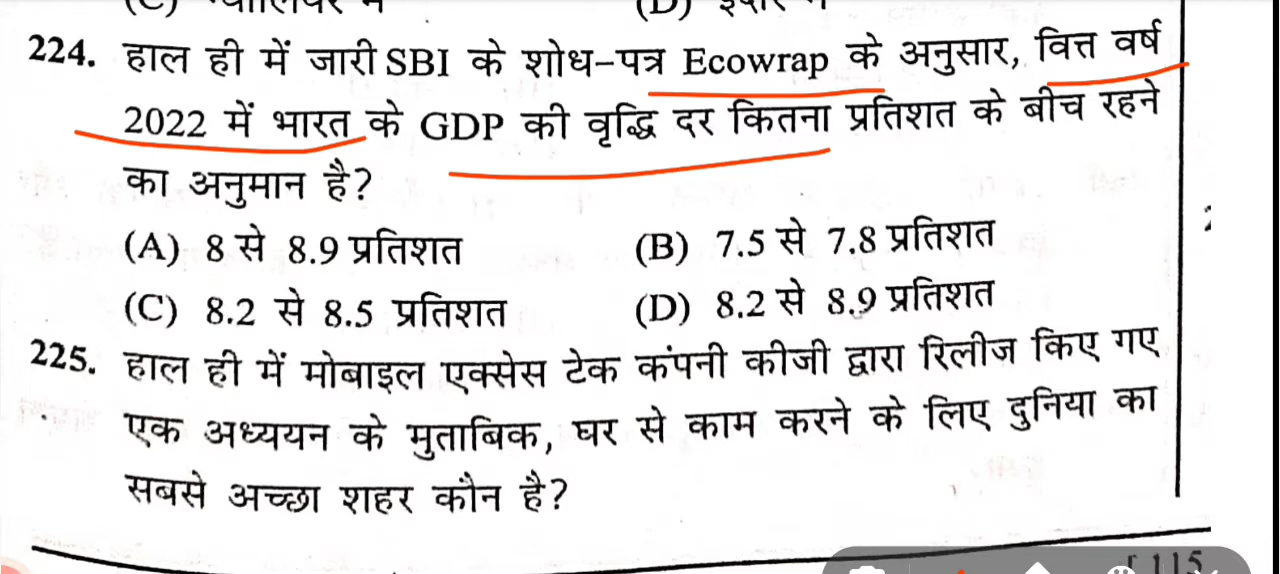 224. हाल ही में जारी SBI के शोध-पत्र Ecowrap के अनुसार, वित्त वर्ष
2022 में भारत के GDP की वृद्धि दर कितना प्रतिशत के बीच रहने
का अनुमान है?
(A) 8 से 8.9 प्रतिशत (B) 7.5 से 7.8 प्रतिशत
(C) 8.2 से 8.5 प्रतिशत (D) 8.2 से 8.9 प्रतिशत
225. हाल ही में मोबाइल एक्सेस टेक कंपनी कीजी द्वारा रिलीज किए गए
एक अध्ययन के मुताबिक, घर से काम करने के लिए दुनिया का
सबसे अच्छा शहर कौन है?
[ 115